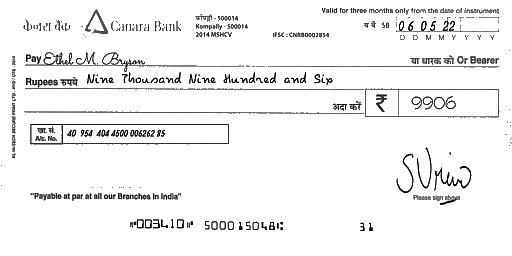 Valid for three months only from the date of instrument
केनरा बैंक Canara Bank
कोमपल्ली - 500014
Kompally - 500014
2014 MSHCV
IFSC : CNRB0002854
SB 06 05 22
D D M M Y Y Y Y
Pay Ethel M. Bryson या धारक को Or Bearer
Rupees रुपये Nine Thousand Nine Hundred and Six
अदा करें ₹ 9906
खा. सं.
A/c. No. 40 954 404 4500 006262 85
"Payable at par at all our Branches in India"
Please sign above
⑈003410⑈ 500015048⑆ 31